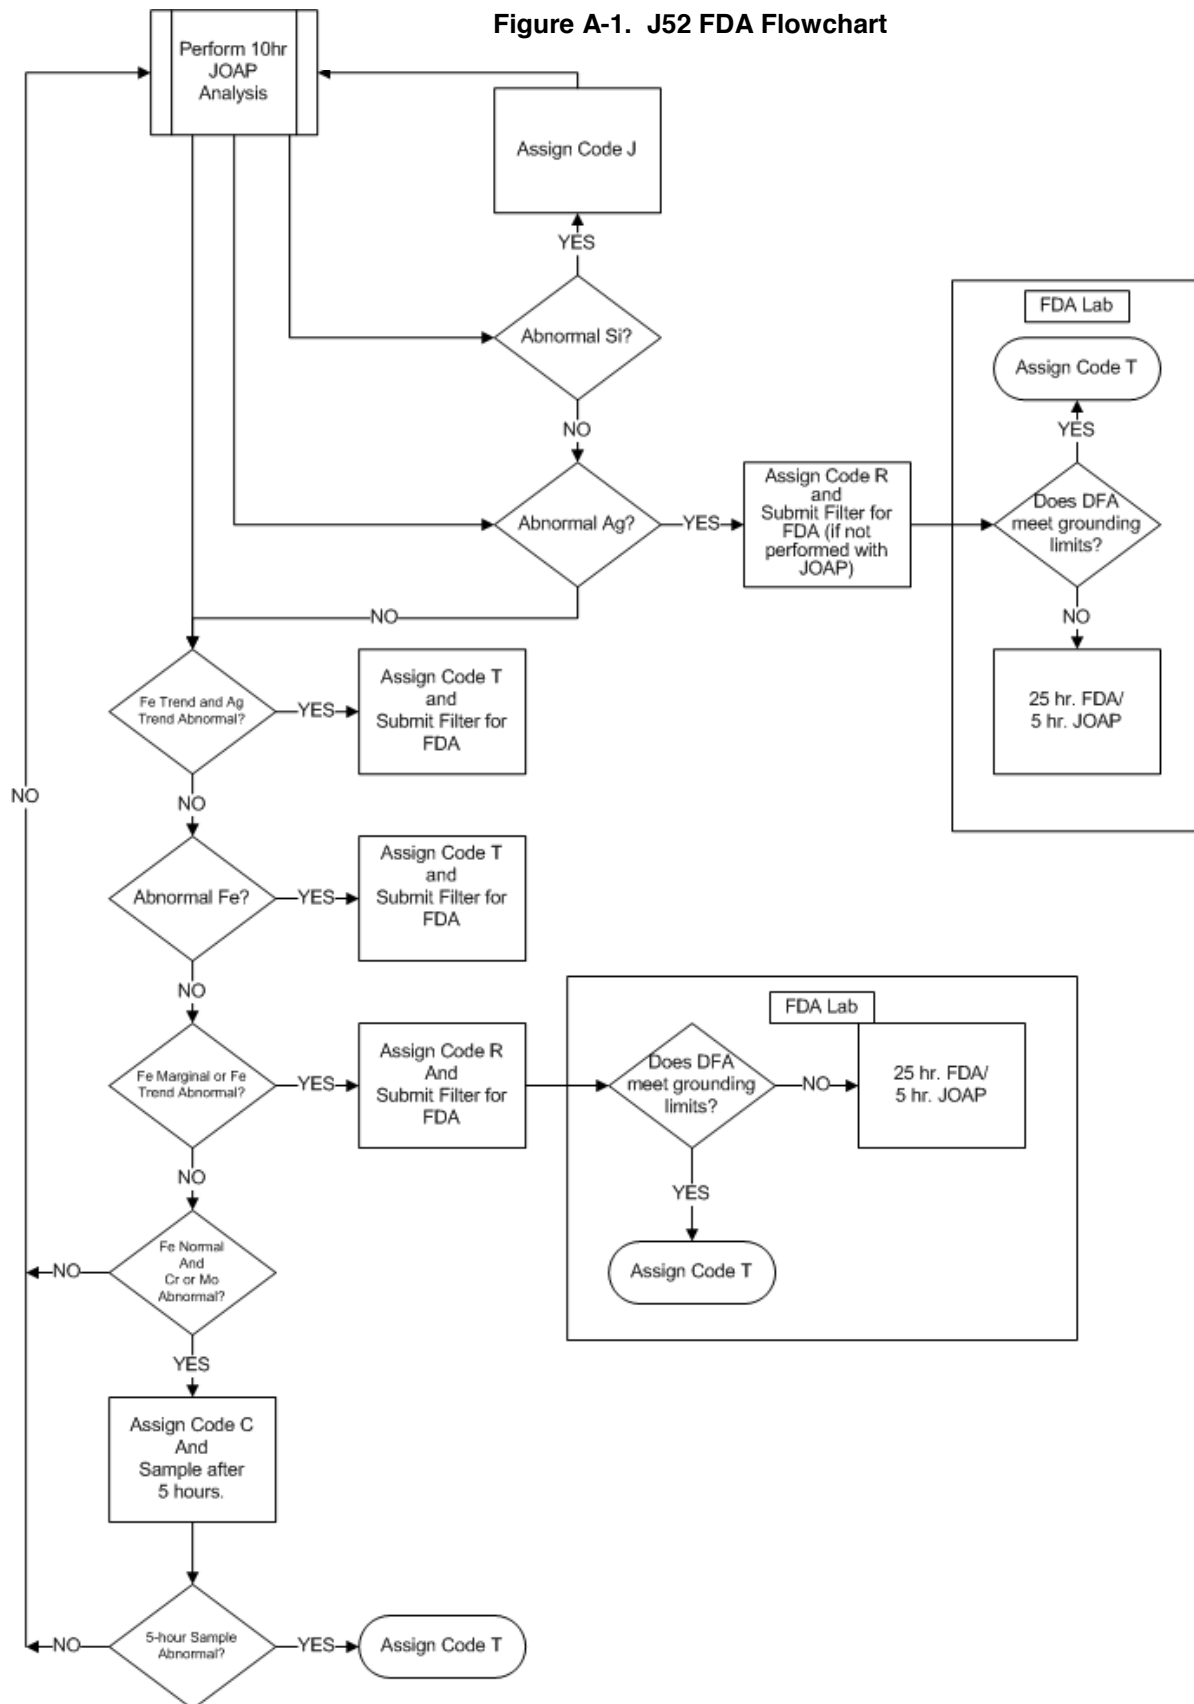 Figure A-1. J52 FDA Flowchart
Perform 10hr
JOAP
Analysis
Assign Code J
YES
Abnormal Si?
NO
FDA Lab
Assign Code T
YES
Abnormal Ag?
YES
Assign Code R
and
Submit Filter for
FDA (if not
performed with
JOAP)
Does DFA
meet grounding
limits?
NO
NO
25 hr. FDA/
5 hr. JOAP
Fe Trend and Ag
Trend Abnormal?
YES
Assign Code T
and
Submit Filter for
FDA
NO
NO
Abnormal Fe?
YES
Assign Code T
and
Submit Filter for
FDA
NO
Fe Marginal or Fe
Trend Abnormal?
YES
Assign Code R
And
Submit Filter for
FDA
FDA Lab
Does DFA
meet grounding
limits?
NO
25 hr. FDA/
5 hr. JOAP
YES
Assign Code T
NO
Fe Normal
And
Cr or Mo
Abnormal?
NO
YES
Assign Code C
And
Sample after
5 hours.
5-hour Sample
Abnormal?
NO
YES
Assign Code T